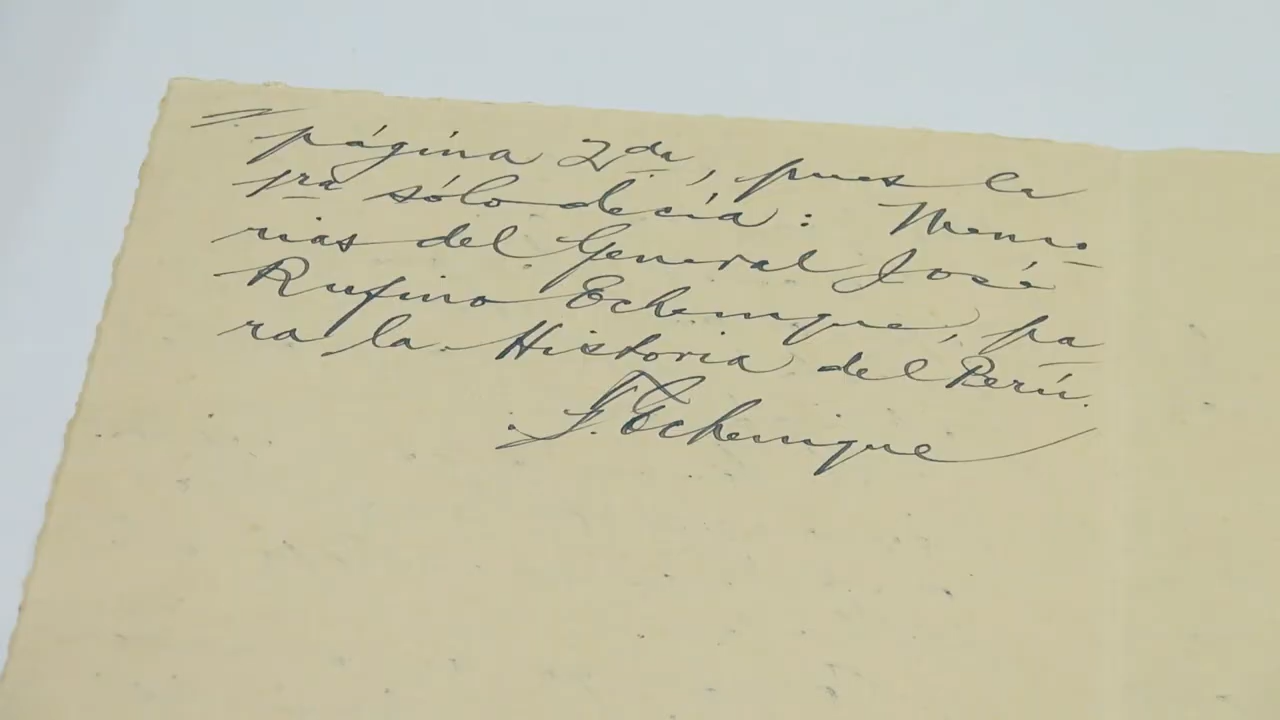 " página 2da, pues la
1ra sólo decía: Memo-
rias del General José
Rufino Echenique, pa-
ra la Historia del Perú.
F. Echenique